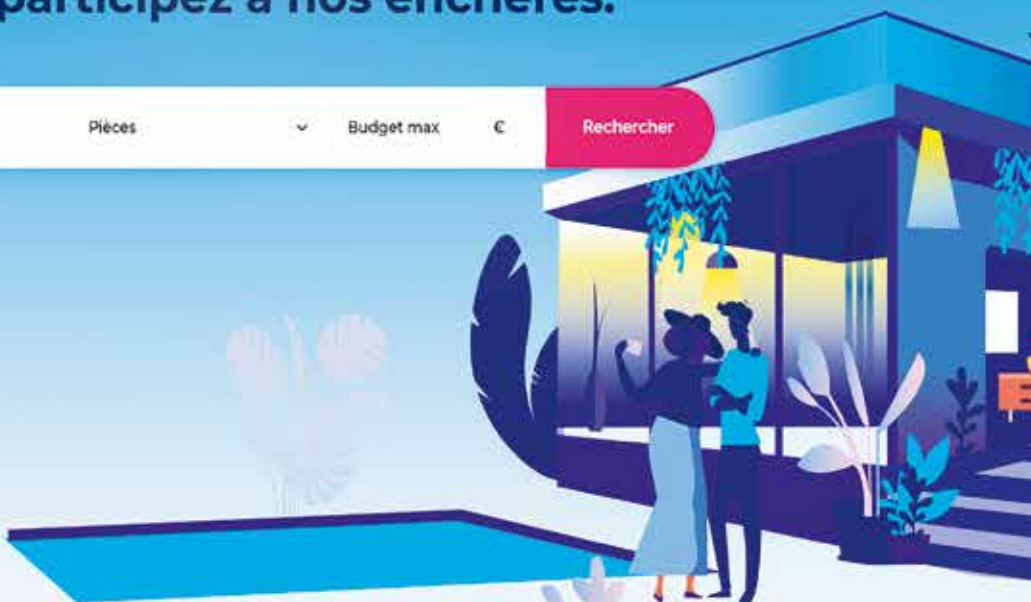 participez à nos enchères.
Pièces Budget max € Rechercher